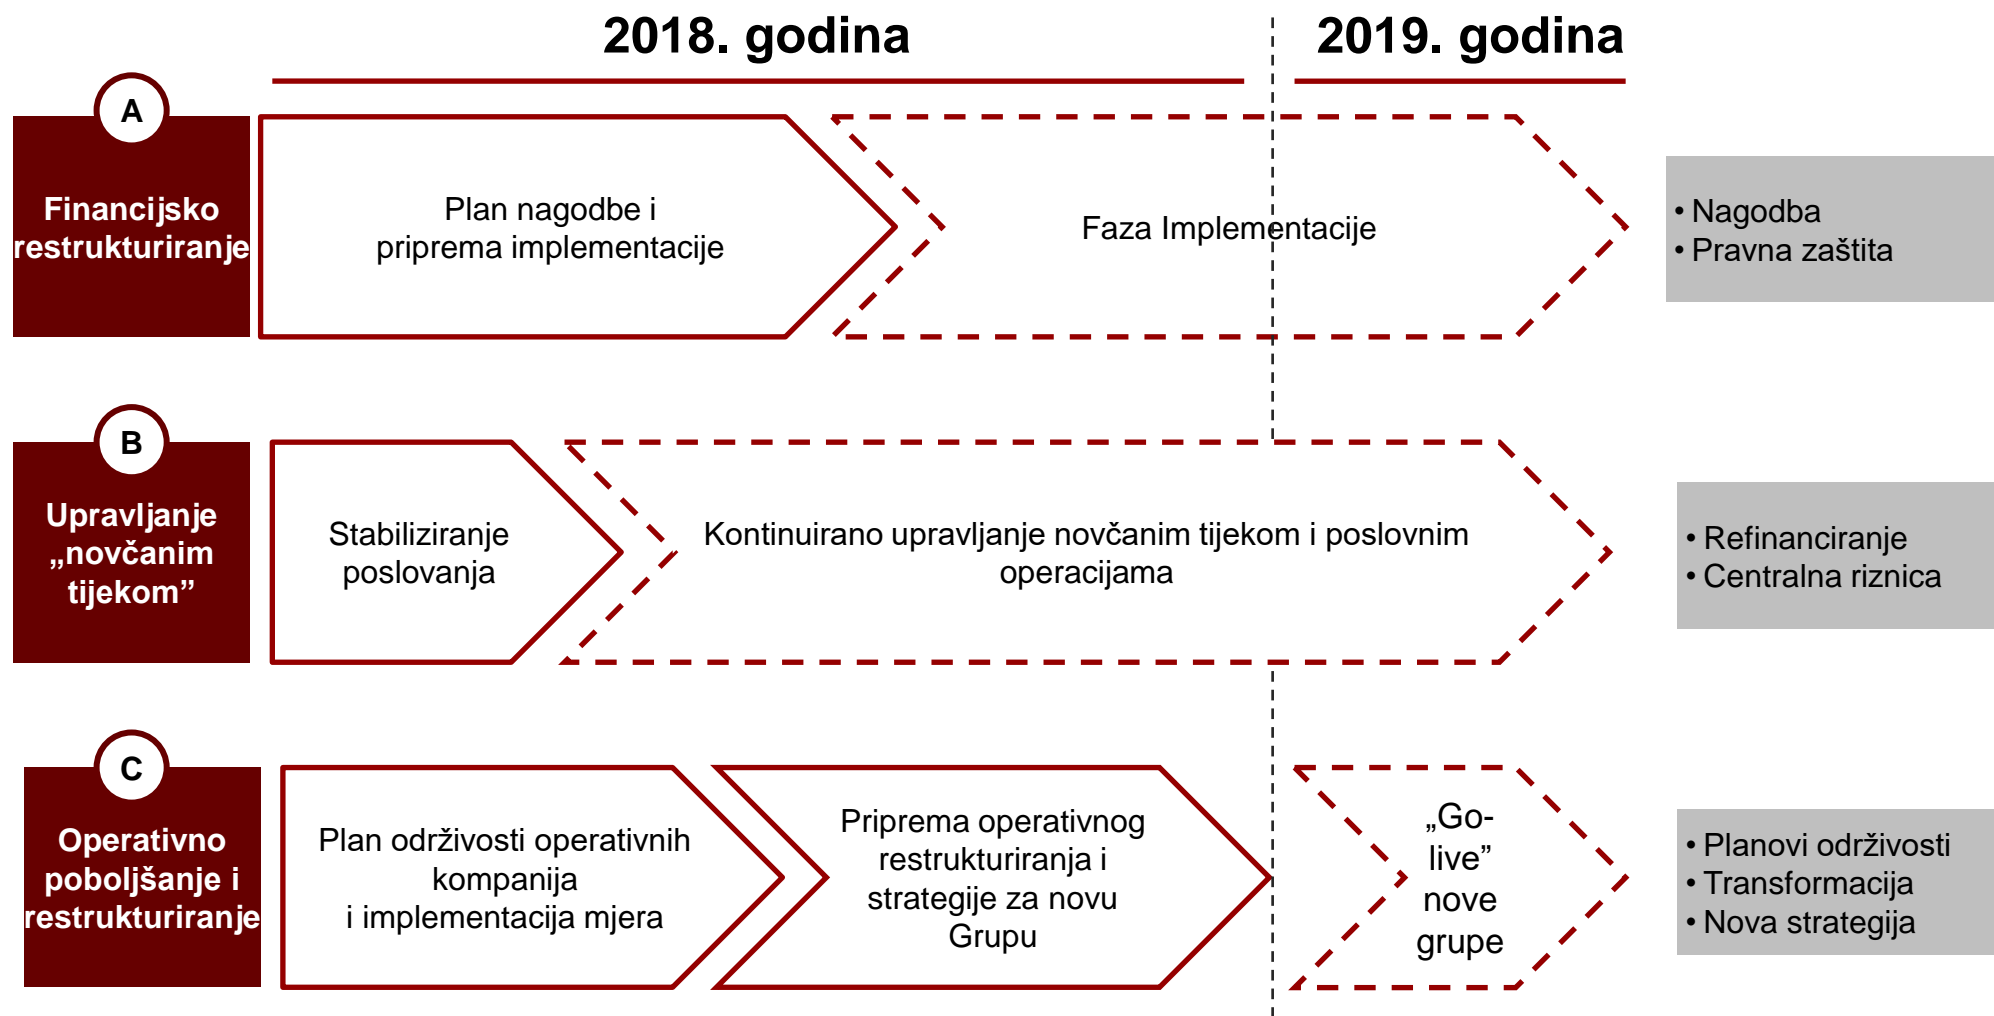 2018. godina
2019. godina
A
Financijsko
restrukturiranje
Plan nagodbe i
priprema implementacije
Faza Implementacije
• Nagodba
• Pravna zaštita
B
Upravljanje
„novčanim
tijekom”
Stabiliziranje
poslovanja
Kontinuirano upravljanje novčanim tijekom i poslovnim
operacijama
• Refinanciranje
• Centralna riznica
C
Operativno
poboljšanje i
restrukturiranje
Plan održivosti operativnih
kompanija
i implementacija mjera
Priprema operativnog
restrukturiranja i
strategije za novu
Grupu
„Go-
live”
nove
grupe
• Planovi održivosti
• Transformacija
• Nova strategija